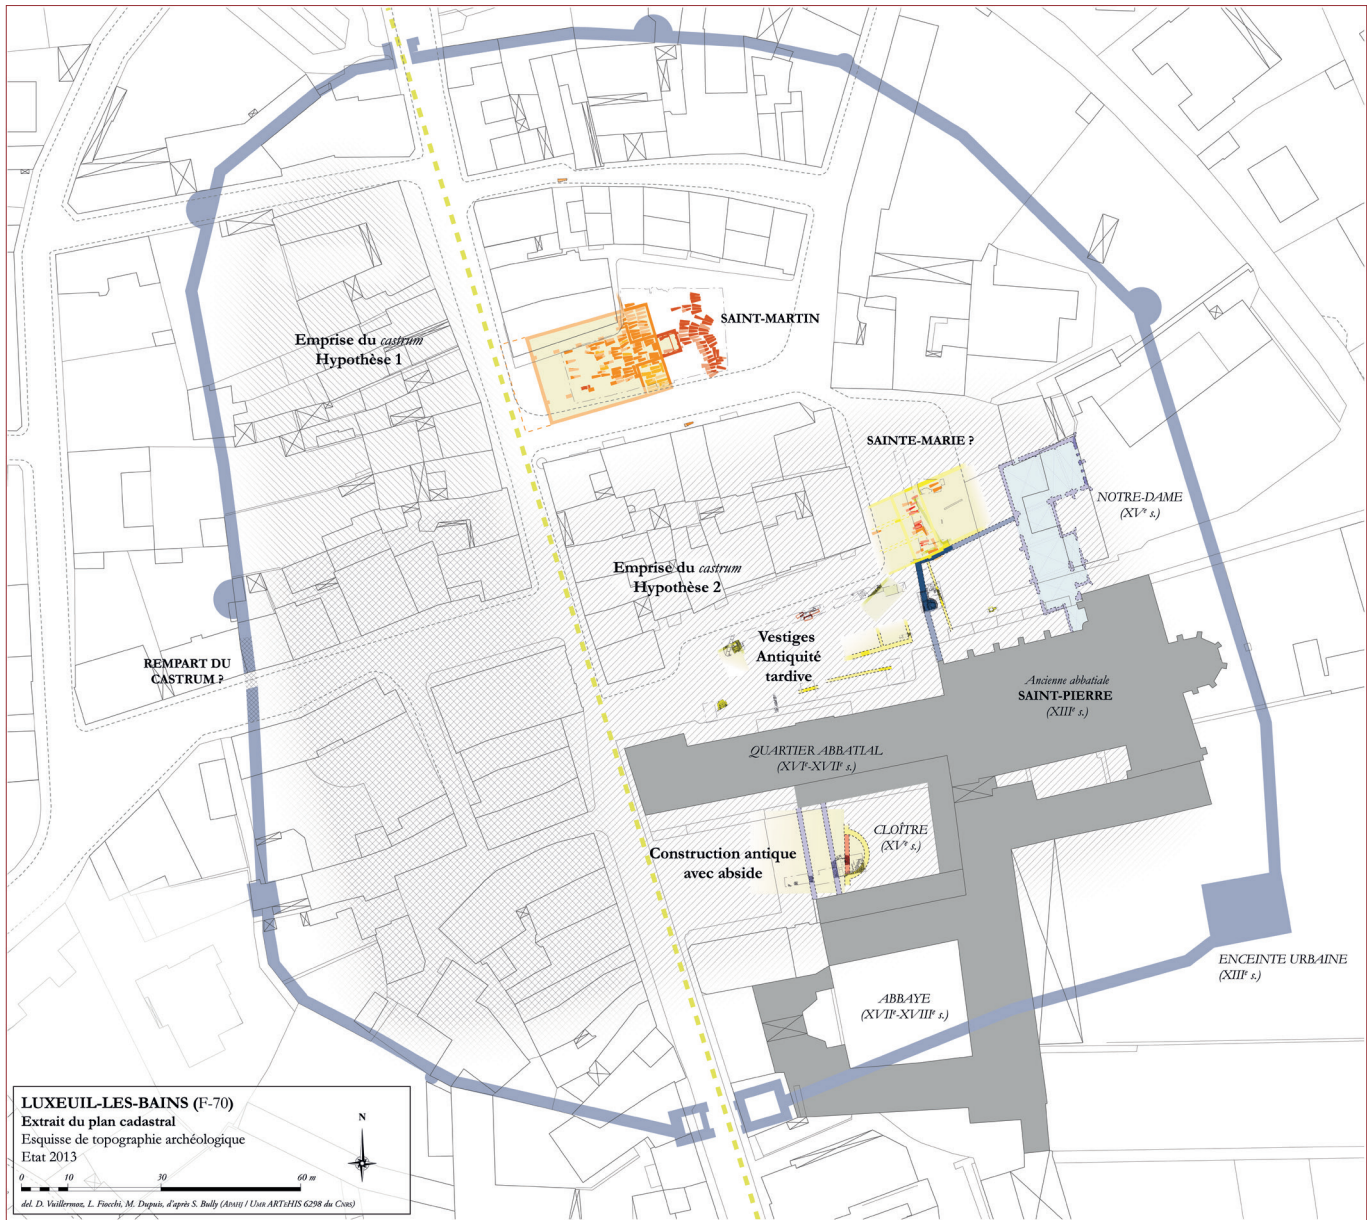 SAINT-MARTIN
Emprise du castrum
Hypothèse 1
SAINTE-MARIE ?
NOTRE-DAME
(XVe s.)
Emprise du castrum
Hypothèse 2
Vestiges
Antiquité
tardive
REMPART DU
CASTRUM ?
Ancienne abbatiale
SAINT-PIERRE
(XIIIe s.)
QUARTIER ABBATIAL
(XVIe-XVIIe s.)
CLOÎTRE
(XVe s.)
Construction antique
avec abside
ENCEINTE URBAINE
(XIIIe s.)
ABBAYE
(XVIIe-XVIIIe s.)
LUXEUIL-LES-BAINS (F-70)
Extrait du plan cadastral
Esquisse de topographie archéologique
Etat 2013
N
0 10 30 60 m
del. D. Vuillermoz, L. Fiocchi, M. Dupuis, d'après S. Bully (APAHJ / UMR ARTEHIS 6298 du CNRS)